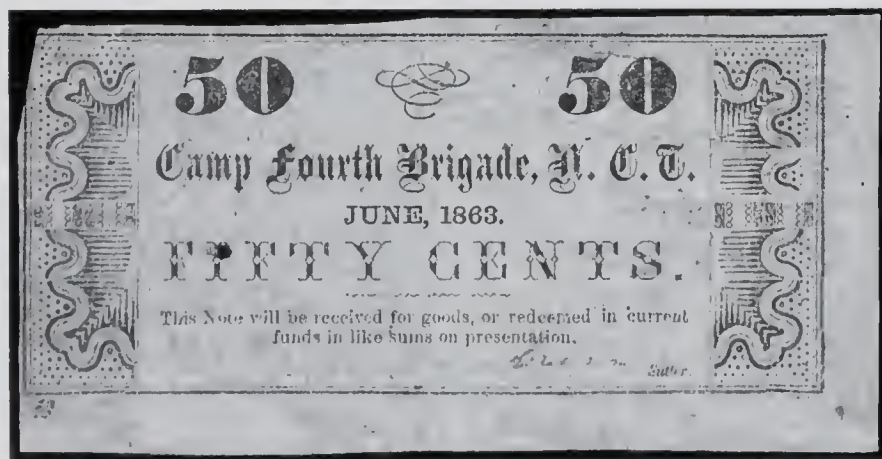 50 50
Camp Fourth Brigade, N. C. T.
JUNE, 1863.
FIFTY CENTS.
This Note will be received for goods, or redeemed in current
funds in like sums on presentation.
Sutler.